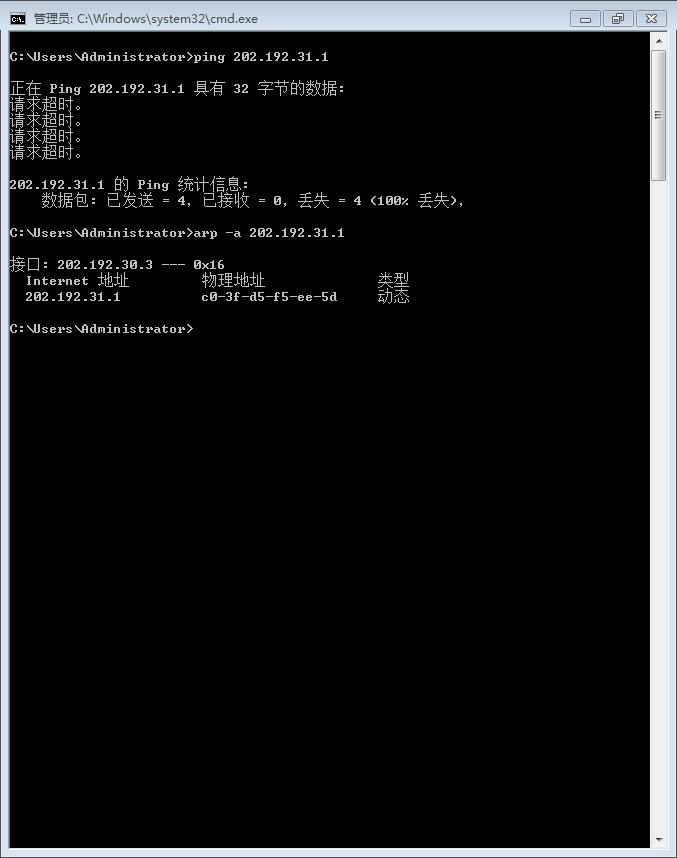 管理员: C:\Windows\system32\cmd.exe
C:\Users\Administrator>ping 202.192.31.1
正在 Ping 202.192.31.1 具有 32 字节的数据:
请求超时。
请求超时。
请求超时。
请求超时。
202.192.31.1 的 Ping 统计信息:
数据包: 已发送 = 4，已接收 = 0，丢失 = 4 (100% 丢失)，
C:\Users\Administrator>arp -a 202.192.31.1
接口: 202.192.30.3 --- 0x16
Internet 地址 物理地址 类型
202.192.31.1 c0-3f-d5-f5-ee-5d 动态
C:\Users\Administrator>